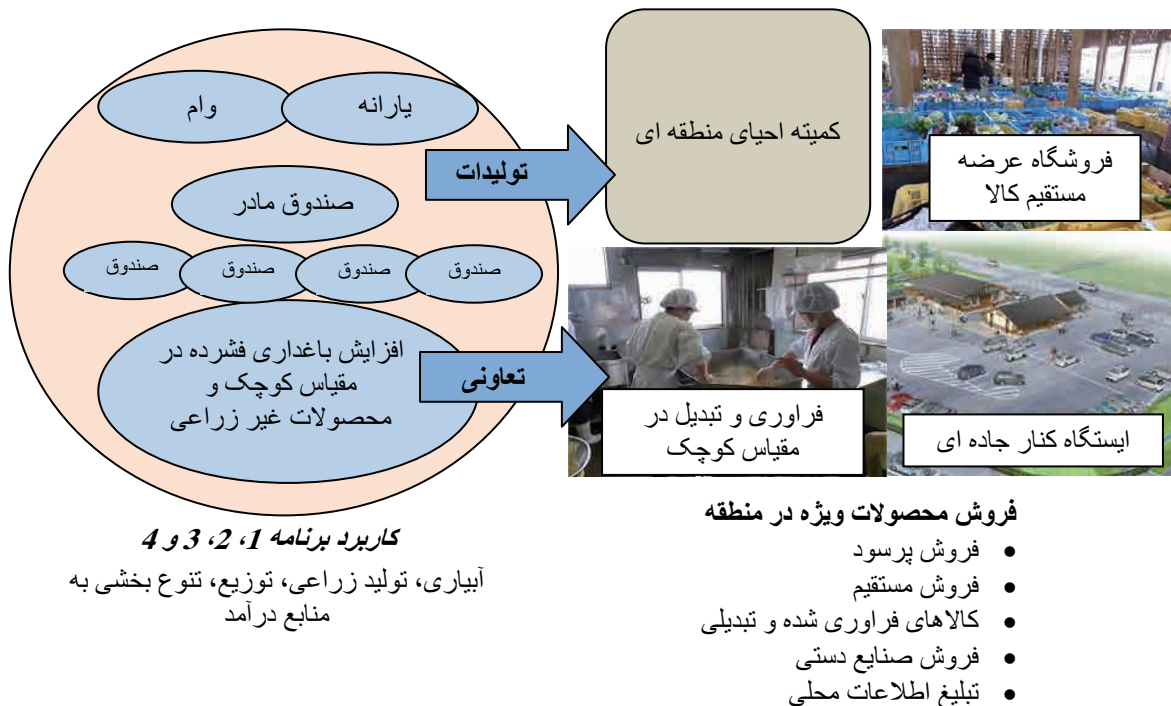 وام
یارانه
صندوق مادر
صندوق
صندوق
صندوق
صندوق
افزایش باغداری فشرده در
مقیاس کوچک و
محصولات غیر زراعی
تولیدات
تعاونی
کمیته احیای منطقه ای
فروشگاه عرضه
مستقیم کالا
فراوری و تبدیل در
مقیاس کوچک
ایستگاه کنار جاده ای
کاربرد برنامه 1، 2، 3 و 4
آبیاری، تولید زراعی، توزیع، تنوع بخشی به
منابع درآمد
فروش محصولات ویژه در منطقه
• فروش پرسود
• فروش مستقیم
• کالاهای فراوری شده و تبدیلی
• فروش صنایع دستی
• تبلیغ اطلاعات محلی